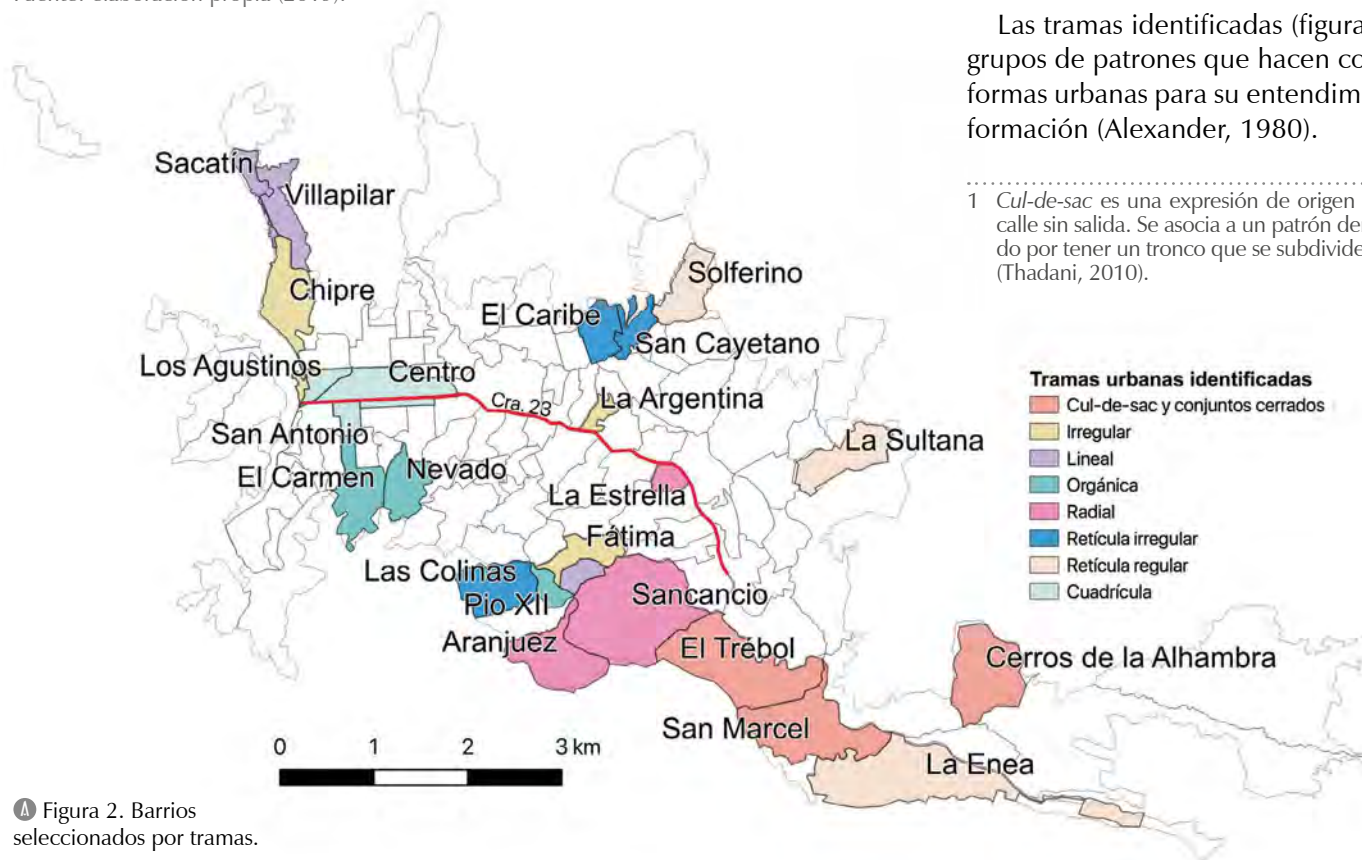 Las tramas identificadas (figura
grupos de patrones que hacen co
formas urbanas para su entendim
formación (Alexander, 1980).
1 Cul-de-sac es una expresión de origen
calle sin salida. Se asocia a un patrón de
do por tener un tronco que se subdivide
(Thadani, 2010).
Sacatín
Villapilar
Chipre
Solferino
El Caribe
San Cayetano
Los Agustinos
Centro
Cra. 23
La Argentina
San Antonio
La Sultana
El Carmen
Nevado
La Estrella
Fátima
Las Colinas
Pio XII
Sancancio
Aranjuez
El Trébol
Cerros de la Alhambra
San Marcel
La Enea
Tramas urbanas identificadas
Cul-de-sac y conjuntos cerrados
Irregular
Lineal
Orgánica
Radial
Retícula irregular
Retícula regular
Cuadrícula
0 1 2 3 km
Figura 2. Barrios
seleccionados por tramas.